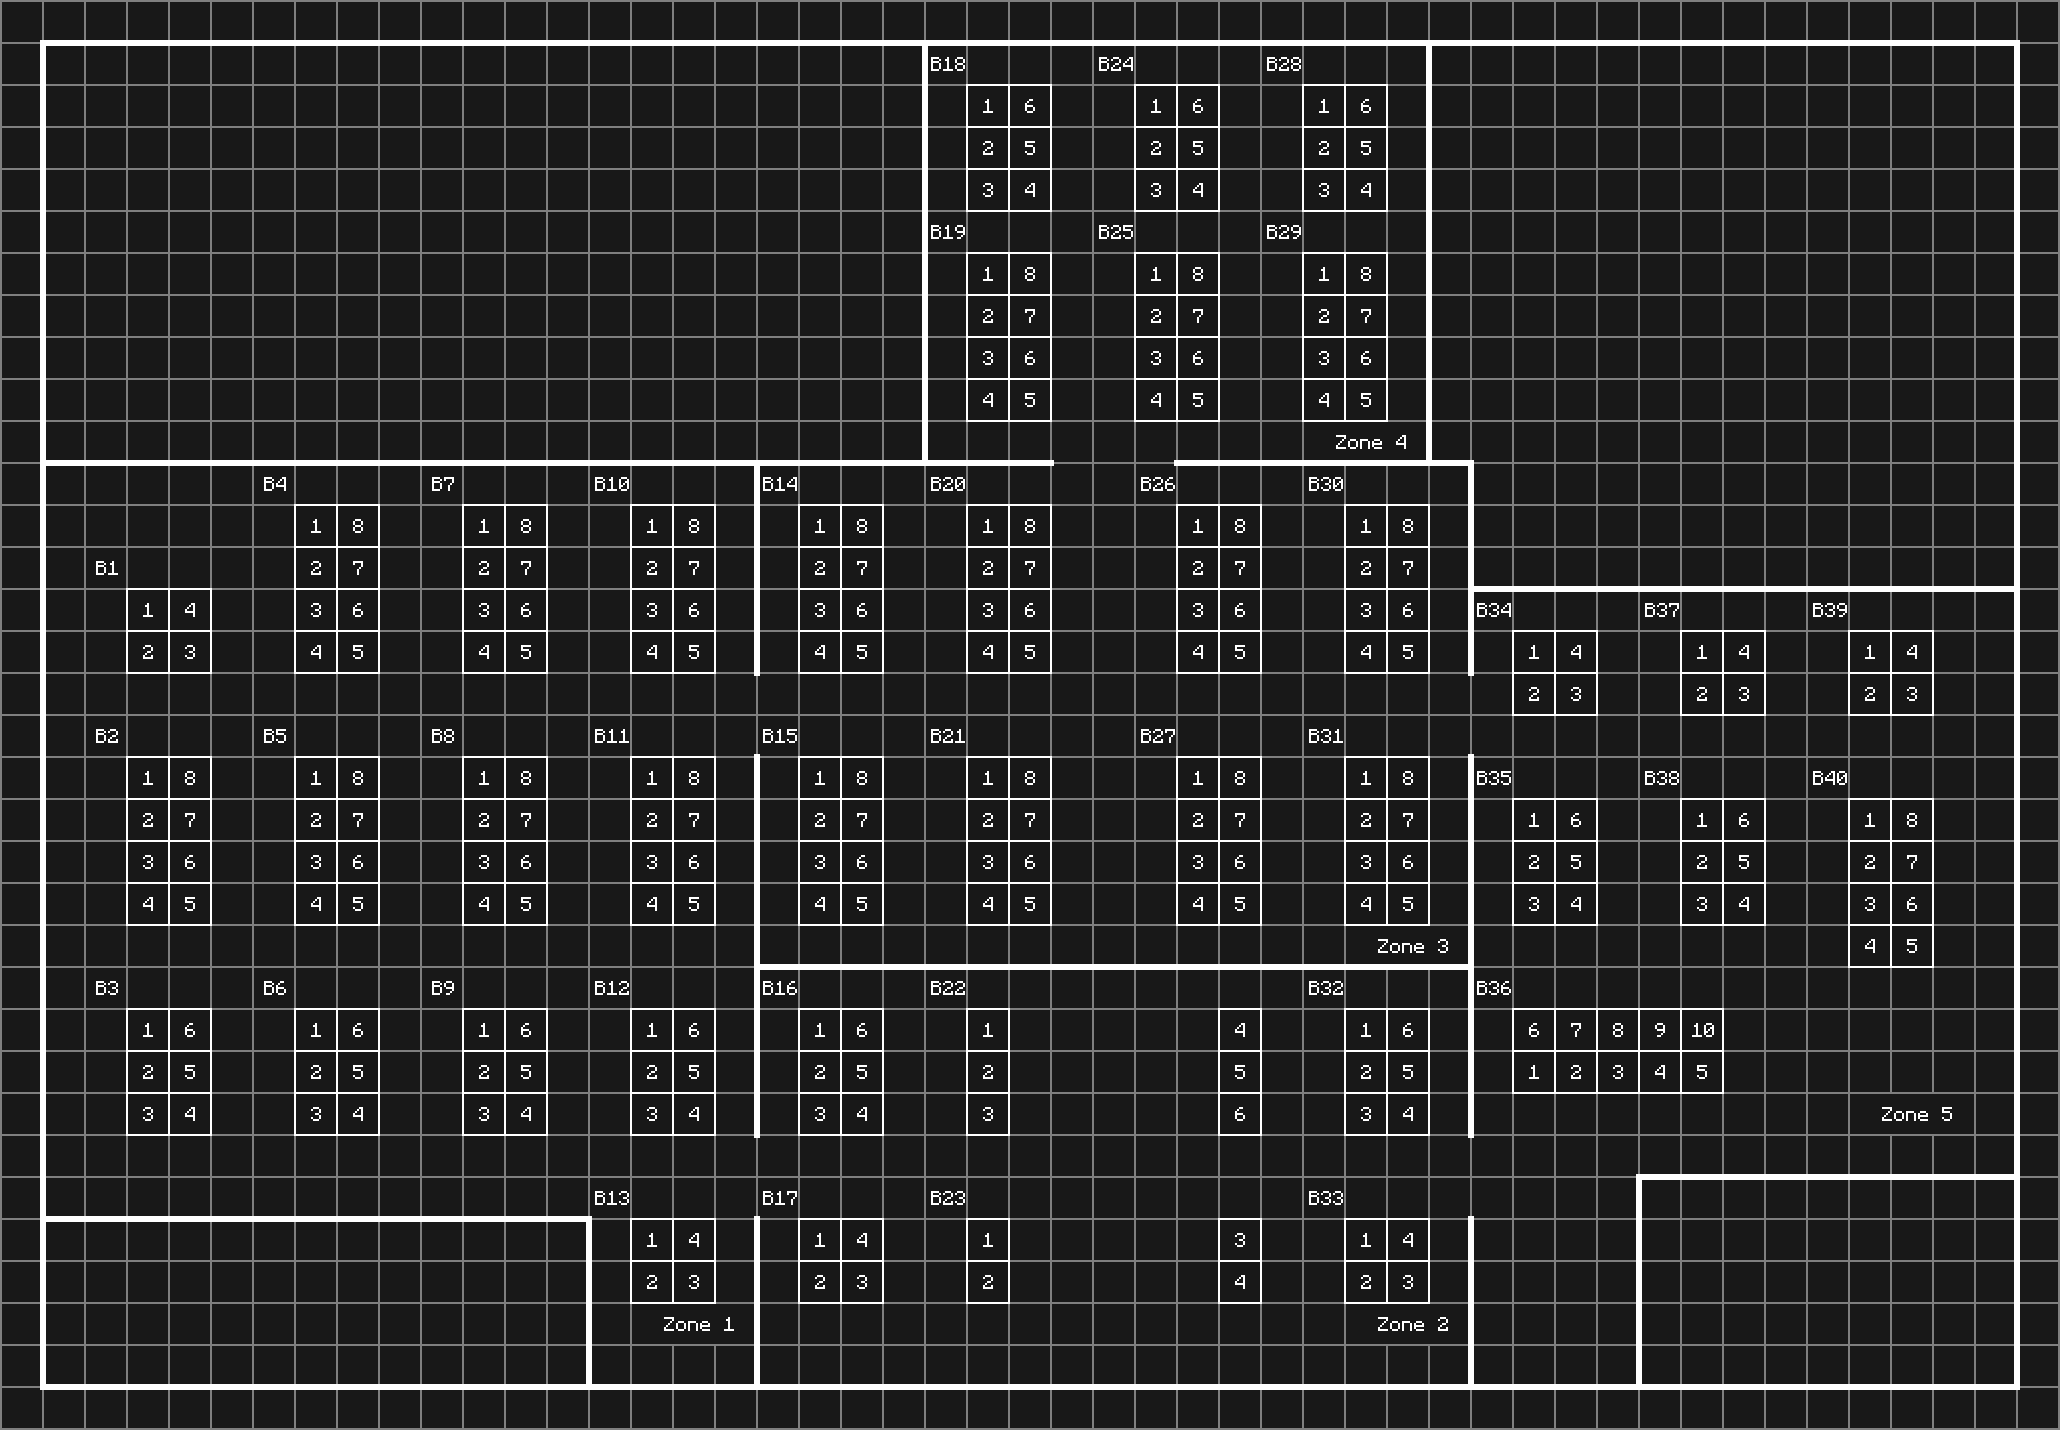 B18 B24 B28
1 6 1 6 1 6
2 5 2 5 2 5
3 4 3 4 3 4
B19 B25 B29
1 8 1 8 1 8
2 7 2 7 2 7
3 6 3 6 3 6
4 5 4 5 4 5
Zone 4
B4 B7 B10 B14 B20 B26 B30
1 8 1 8 1 8 1 8 1 8 1 8 1 8
B1 2 7 2 7 2 7 2 7 2 7 2 7 2 7
1 4 3 6 3 6 3 6 3 6 3 6 3 6 3 6 B34 B37 B39
2 3 4 5 4 5 4 5 4 5 4 5 4 5 4 5 1 4 1 4 1 4
2 3 2 3 2 3
B2 B5 B8 B11 B15 B21 B27 B31
1 8 1 8 1 8 1 8 1 8 1 8 1 8 1 8 B35 B38 B40
2 7 2 7 2 7 2 7 2 7 2 7 2 7 2 7 1 6 1 6 1 8
3 6 3 6 3 6 3 6 3 6 3 6 3 6 3 6 2 5 2 5 2 7
4 5 4 5 4 5 4 5 4 5 4 5 4 5 4 5 3 4 3 4 3 6
Zone 3 4 5
B3 B6 B9 B12 B16 B22 B32 B36
1 6 1 6 1 6 1 6 1 6 1 4 1 6 6 7 8 9 10
2 5 2 5 2 5 2 5 2 5 2 5 2 5 1 2 3 4 5
3 4 3 4 3 4 3 4 3 4 3 6 3 4 Zone 5
B13 B17 B23 B33
1 4 1 4 1 3 1 4
2 3 2 3 2 4 2 3
Zone 1 Zone 2